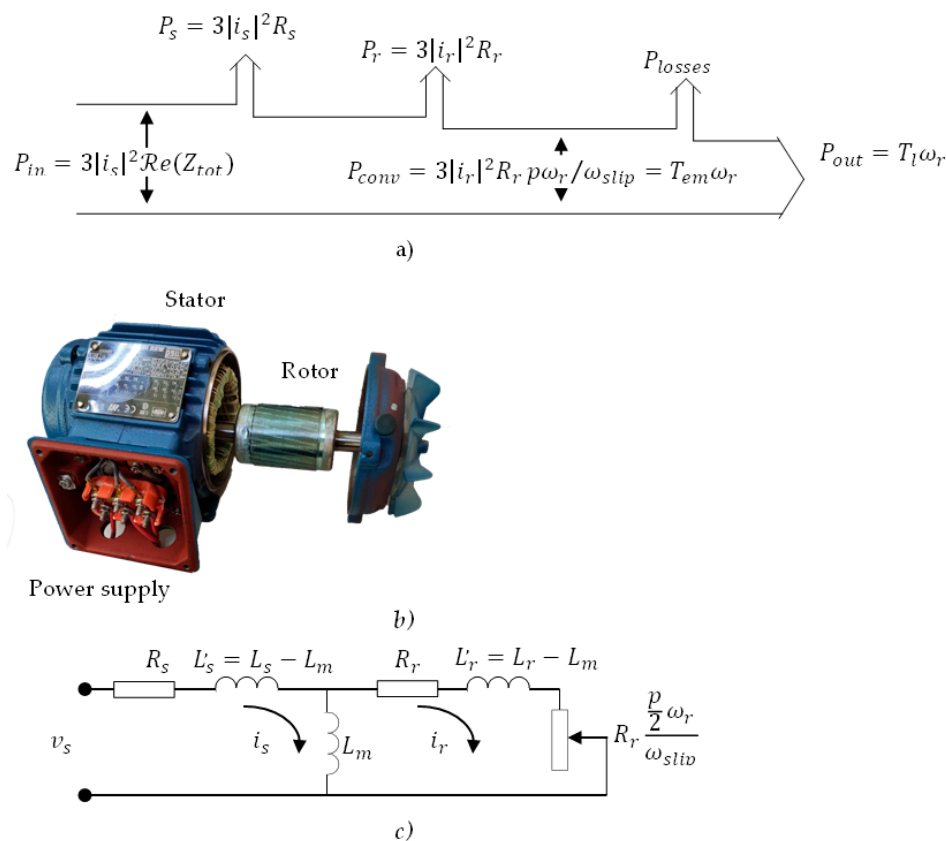 P_s = 3|i_s|^2 R_s
P_r = 3|i_r|^2 R_r
P_losses
P_in = 3|i_s|^2 ℛe(Z_tot)
P_conv = 3|i_r|^2 R_r pω_r/ω_slip = T_em ω_r
P_out = T_l ω_r
a)
Stator
Rotor
Power supply
b)
R_s
L'_s = L_s − L_m
R_r
L'_r = L_r − L_m
v_s
i_s
L_m
i_r
R_r (p/2 ω_r)/ω_slip
c)